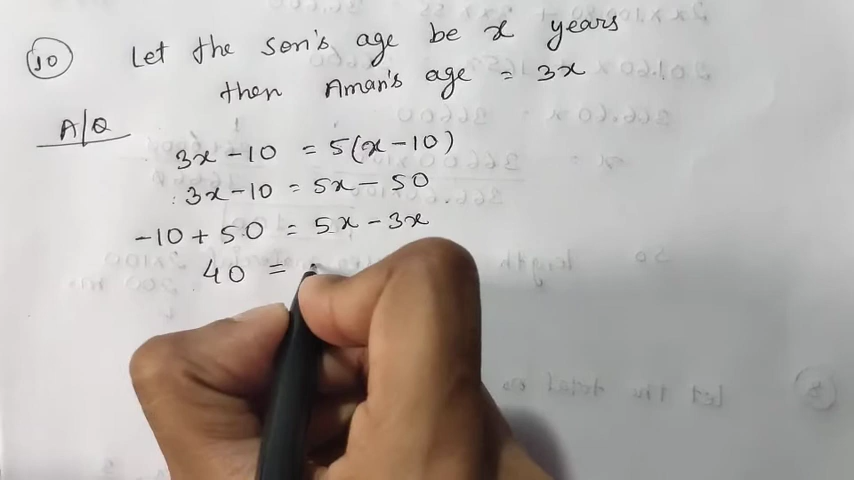 10 Let the son's age be x years
then Aman's age = 3x
A/Q
3x - 10 = 5(x - 10)
3x - 10 = 5x - 50
-10 + 50 = 5x - 3x
40 =